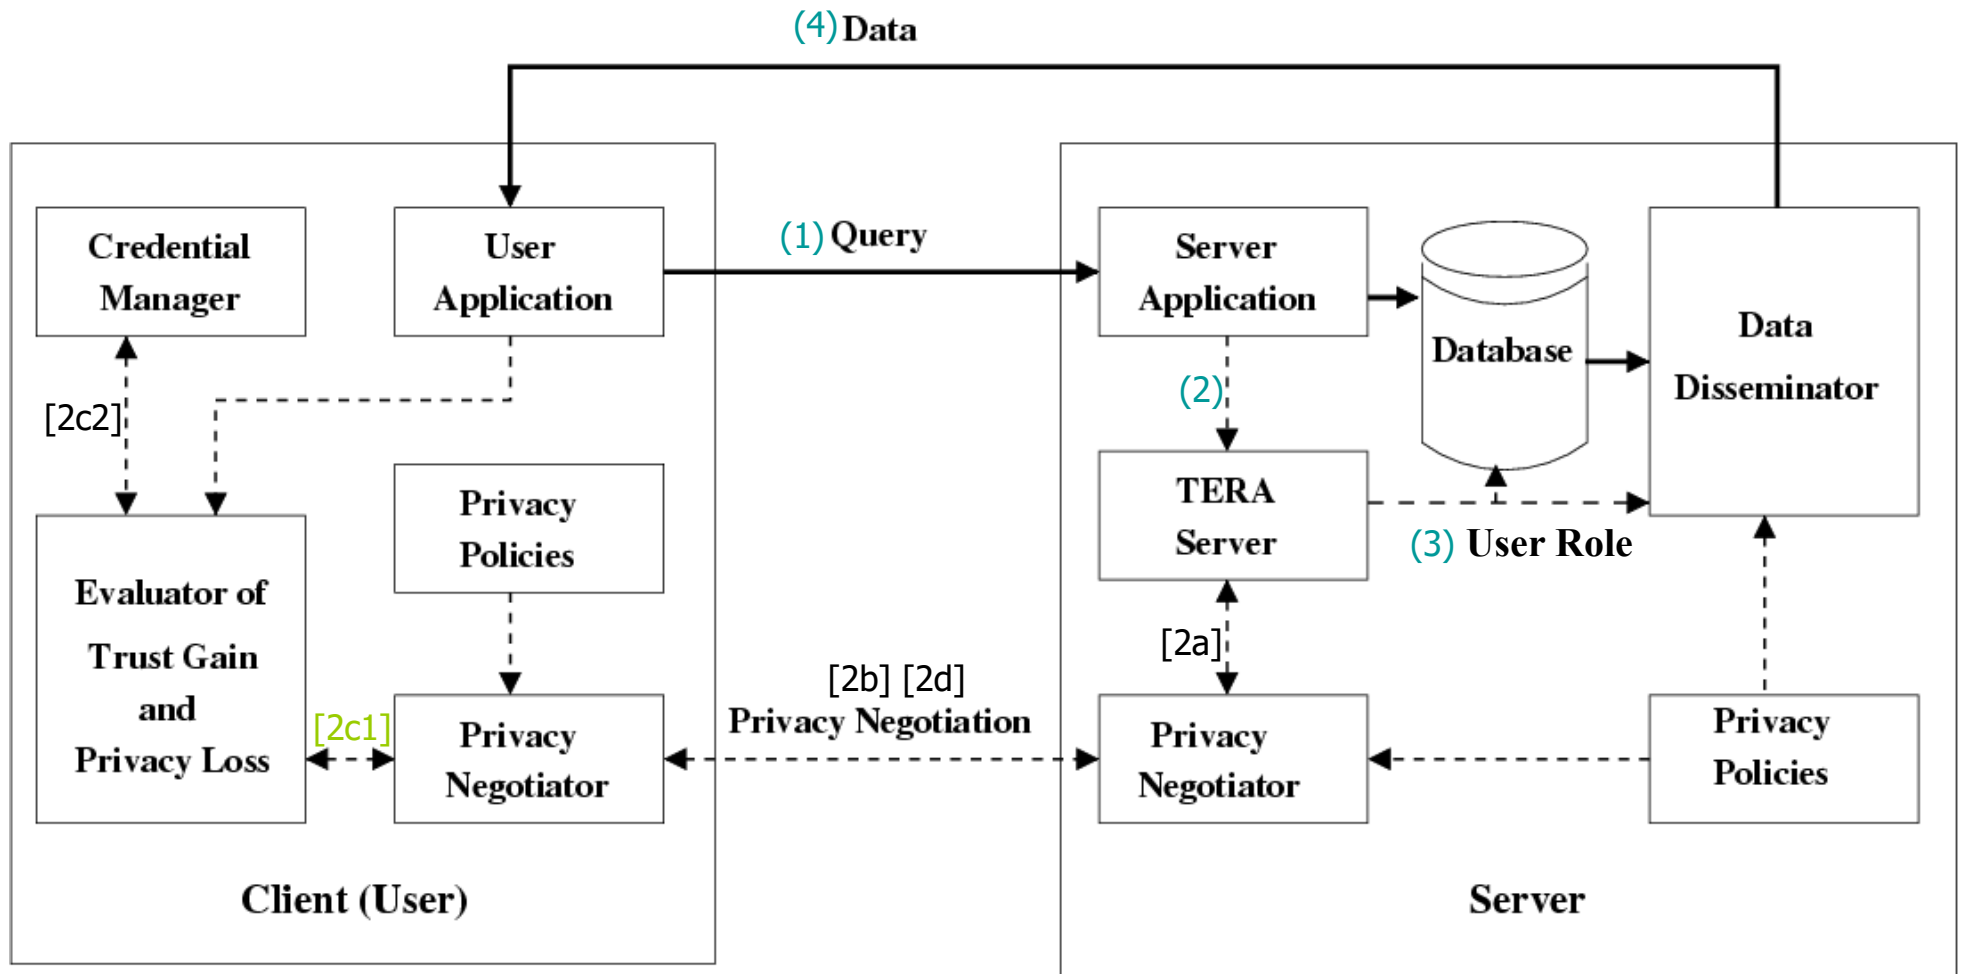 (4) Data
Credential
Manager
User
Application
(1) Query
Server
Application
Database
Data
Disseminator
[2c2]
(2)
Privacy
Policies
TERA
Server
(3) User Role
Evaluator of
Trust Gain
and
Privacy Loss
[2c1]
Privacy
Negotiator
[2b] [2d]
Privacy Negotiation
[2a]
Privacy
Negotiator
Privacy
Policies
Client (User)
Server